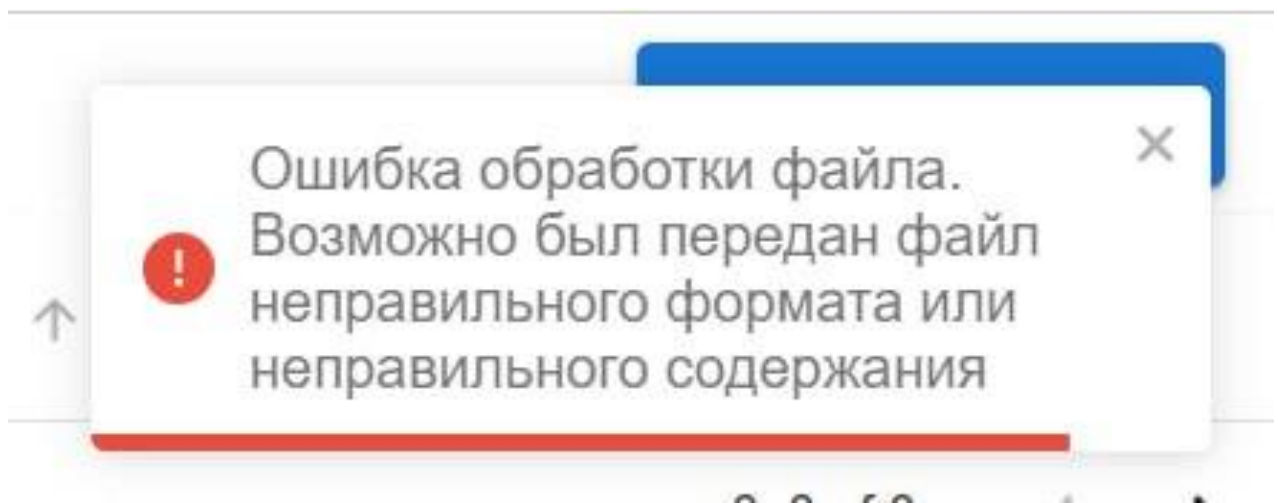 Ошибка обработки файла.
Возможно был передан файл
неправильного формата или
неправильного содержания